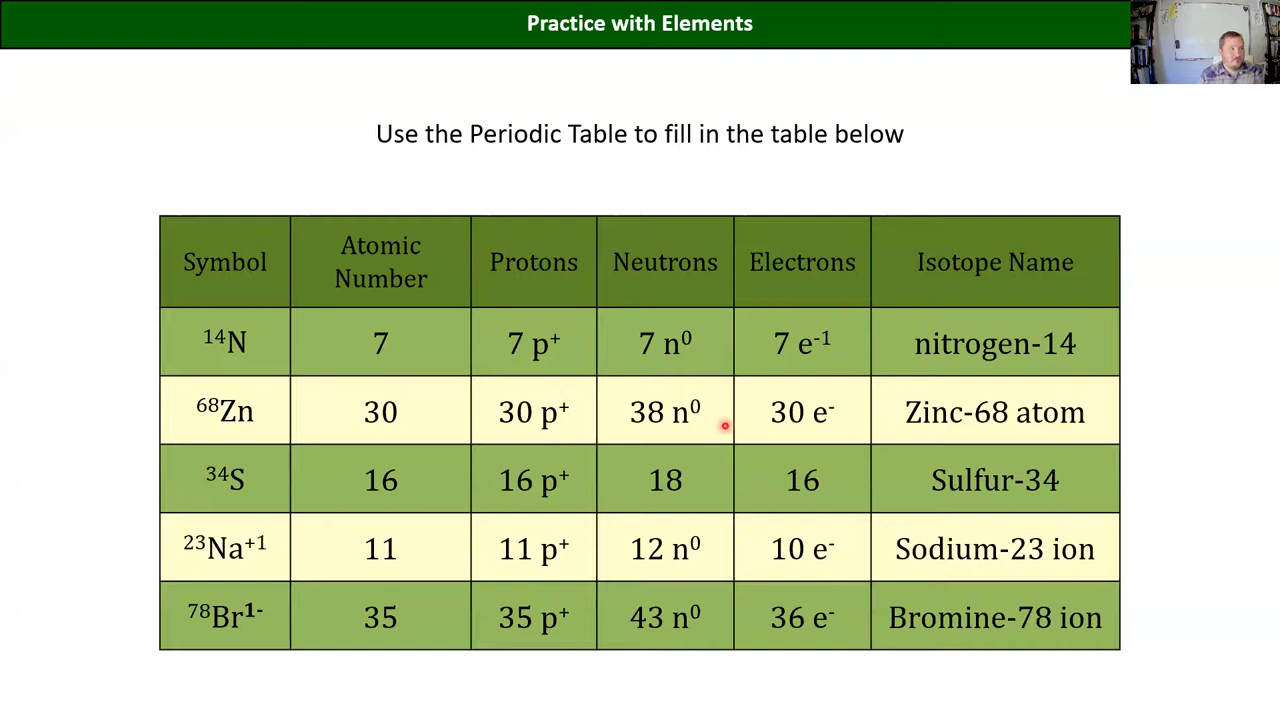 Practice with Elements
Use the Periodic Table to fill in the table below
Symbol Atomic Number Protons Neutrons Electrons Isotope Name
¹⁴N 7 7 p⁺ 7 n⁰ 7 e⁻¹ nitrogen-14
⁶⁸Zn 30 30 p⁺ 38 n⁰ 30 e⁻ Zinc-68 atom
³⁴S 16 16 p⁺ 18 16 Sulfur-34
²³Na⁺¹ 11 11 p⁺ 12 n⁰ 10 e⁻ Sodium-23 ion
⁷⁸Br¹⁻ 35 35 p⁺ 43 n⁰ 36 e⁻ Bromine-78 ion